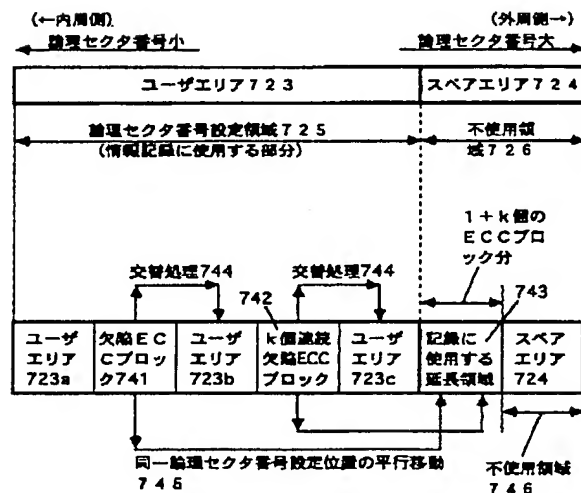 (←内周側)
論理セクタ番号小
(外周側→)
論理セクタ番号大
ユーザエリア723
スペアエリア724
論理セクタ番号設定領域725
(情報記録に使用する部分)
不使用領
域726
1+k個の
ECCブロ
ック分
交替処理744
交替処理744
742
743
ユーザ
エリア
723a
欠陥EC
Cブロッ
ク741
ユーザ
エリア
723b
k個連続
欠陥ECC
ブロック
ユーザ
エリア
723c
記録に
使用する
延長領域
スペア
エリア
724
同一論理セクタ番号設定位置の平行移動
745
不使用領域
746